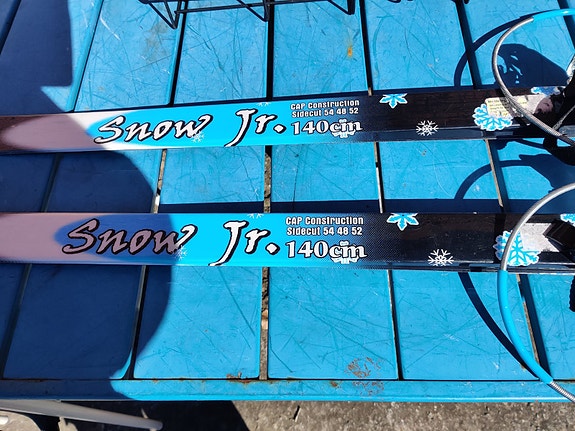 Snow Jr.
CAP Construction
Sidecut 54 48 52
140cm
Snow Jr.
CAP Construction
Sidecut 54 48 52
140cm